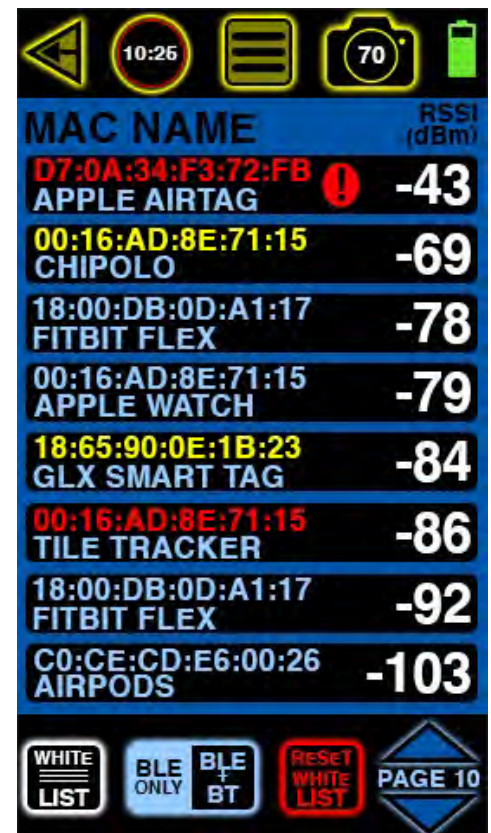 10:25
70
MAC NAME
RSSI
(dBm)
D7:0A:34:F3:72:FB
APPLE AIRTAG
! -43
00:16:AD:8E:71:15
CHIPOLO
-69
18:00:DB:0D:A1:17
FITBIT FLEX
-78
00:16:AD:8E:71:15
APPLE WATCH
-79
18:65:90:0E:1B:23
GLX SMART TAG
-84
00:16:AD:8E:71:15
TILE TRACKER
-86
18:00:DB:0D:A1:17
FITBIT FLEX
-92
C0:CE:CD:E6:00:26
AIRPODS
-103
WHITE
LIST
BLE
ONLY
BLE
+
BT
RESET
WHITE
LIST
PAGE 10